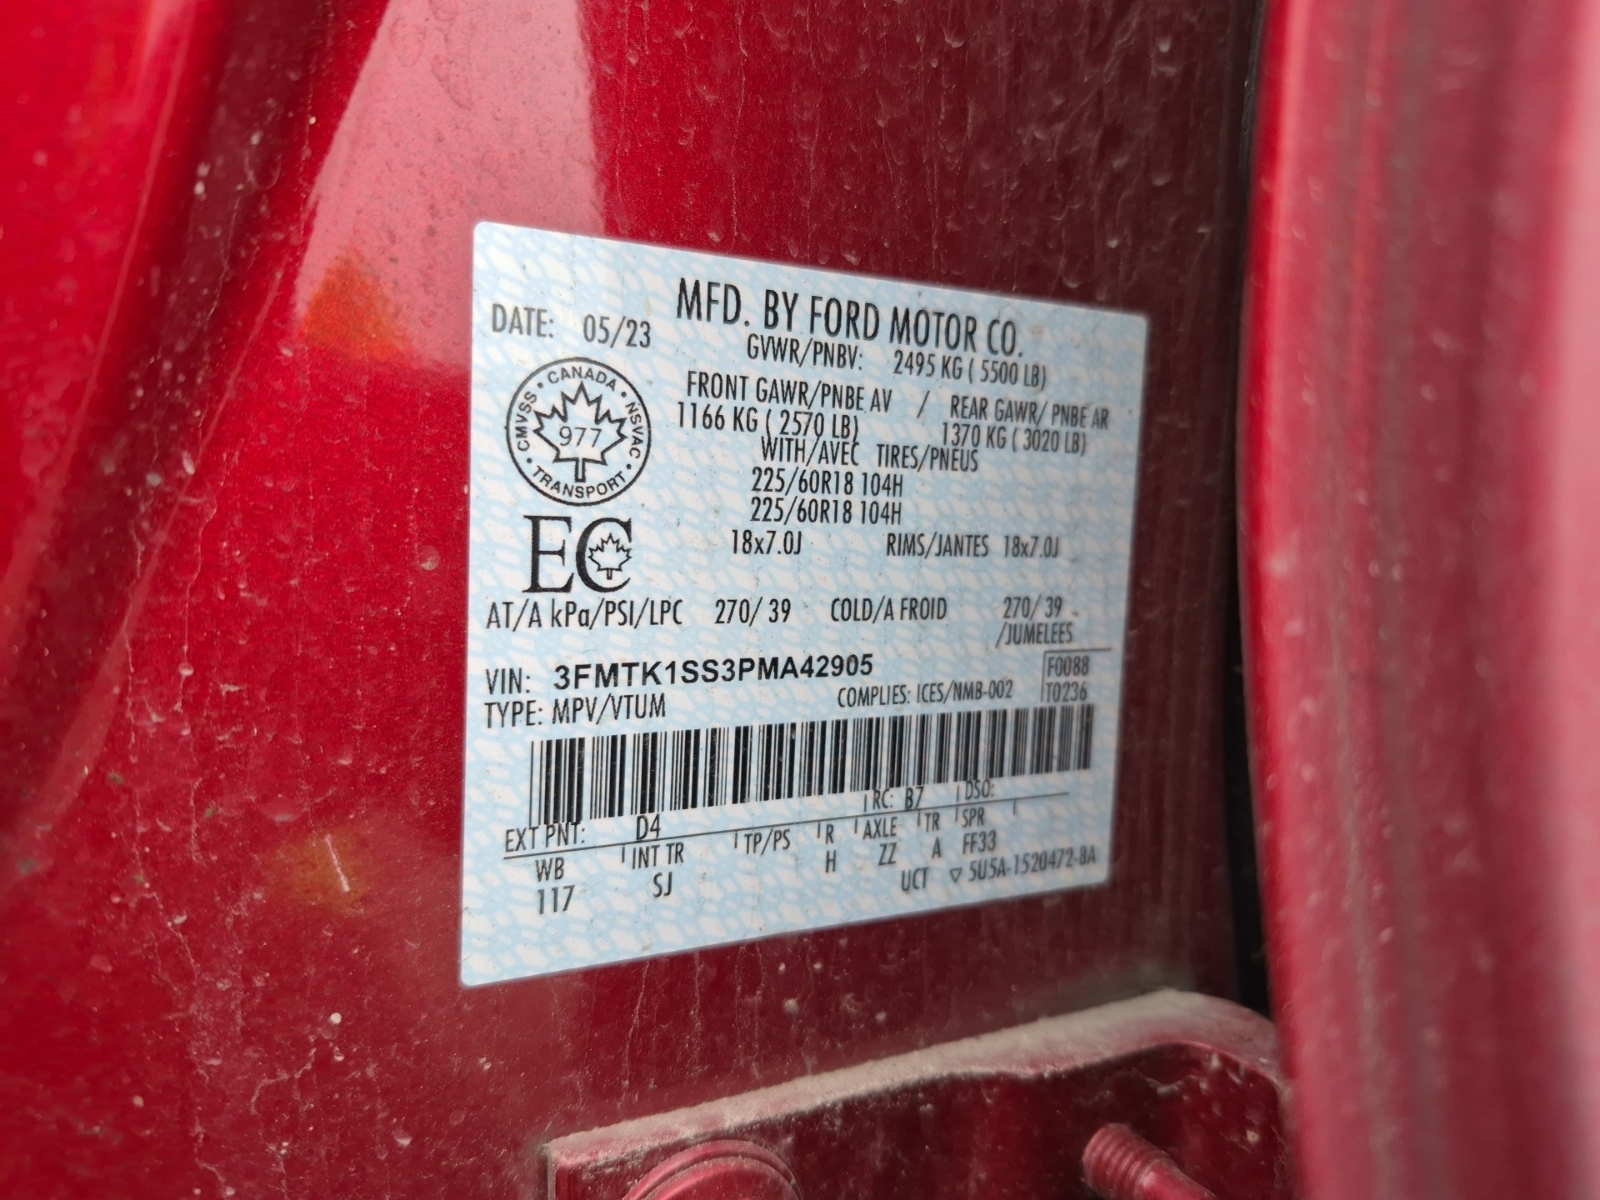 MFD. BY FORD MOTOR CO.
DATE: 05/23
GVWR/PNBV: 2495 KG ( 5500 LB)
FRONT GAWR/PNBE AV / REAR GAWR/ PNBE AR
1166 KG ( 2570 LB) 1370 KG ( 3020 LB)
WITH/AVEC TIRES/PNEUS
225/60R18 104H
225/60R18 104H
18x7.0J RIMS/JANTES 18x7.0J
CANADA
CMVSS
NSVAC
977
TRANSPORT
EC
AT/A kPa/PSI/LPC 270/ 39 COLD/A FROID 270/ 39
/JUMELEES
VIN: 3FMTK1SS3PMA42905
F0088
TYPE: MPV/VTUM COMPLIES: ICES/NMB-002
T0236
RC: B7 DSO:
EXT PNT: D4
WB INT TR TP/PS R AXLE TR SPR
117 SJ H ZZ A FF33
UCT ▽ 5U5A-1520472-BA